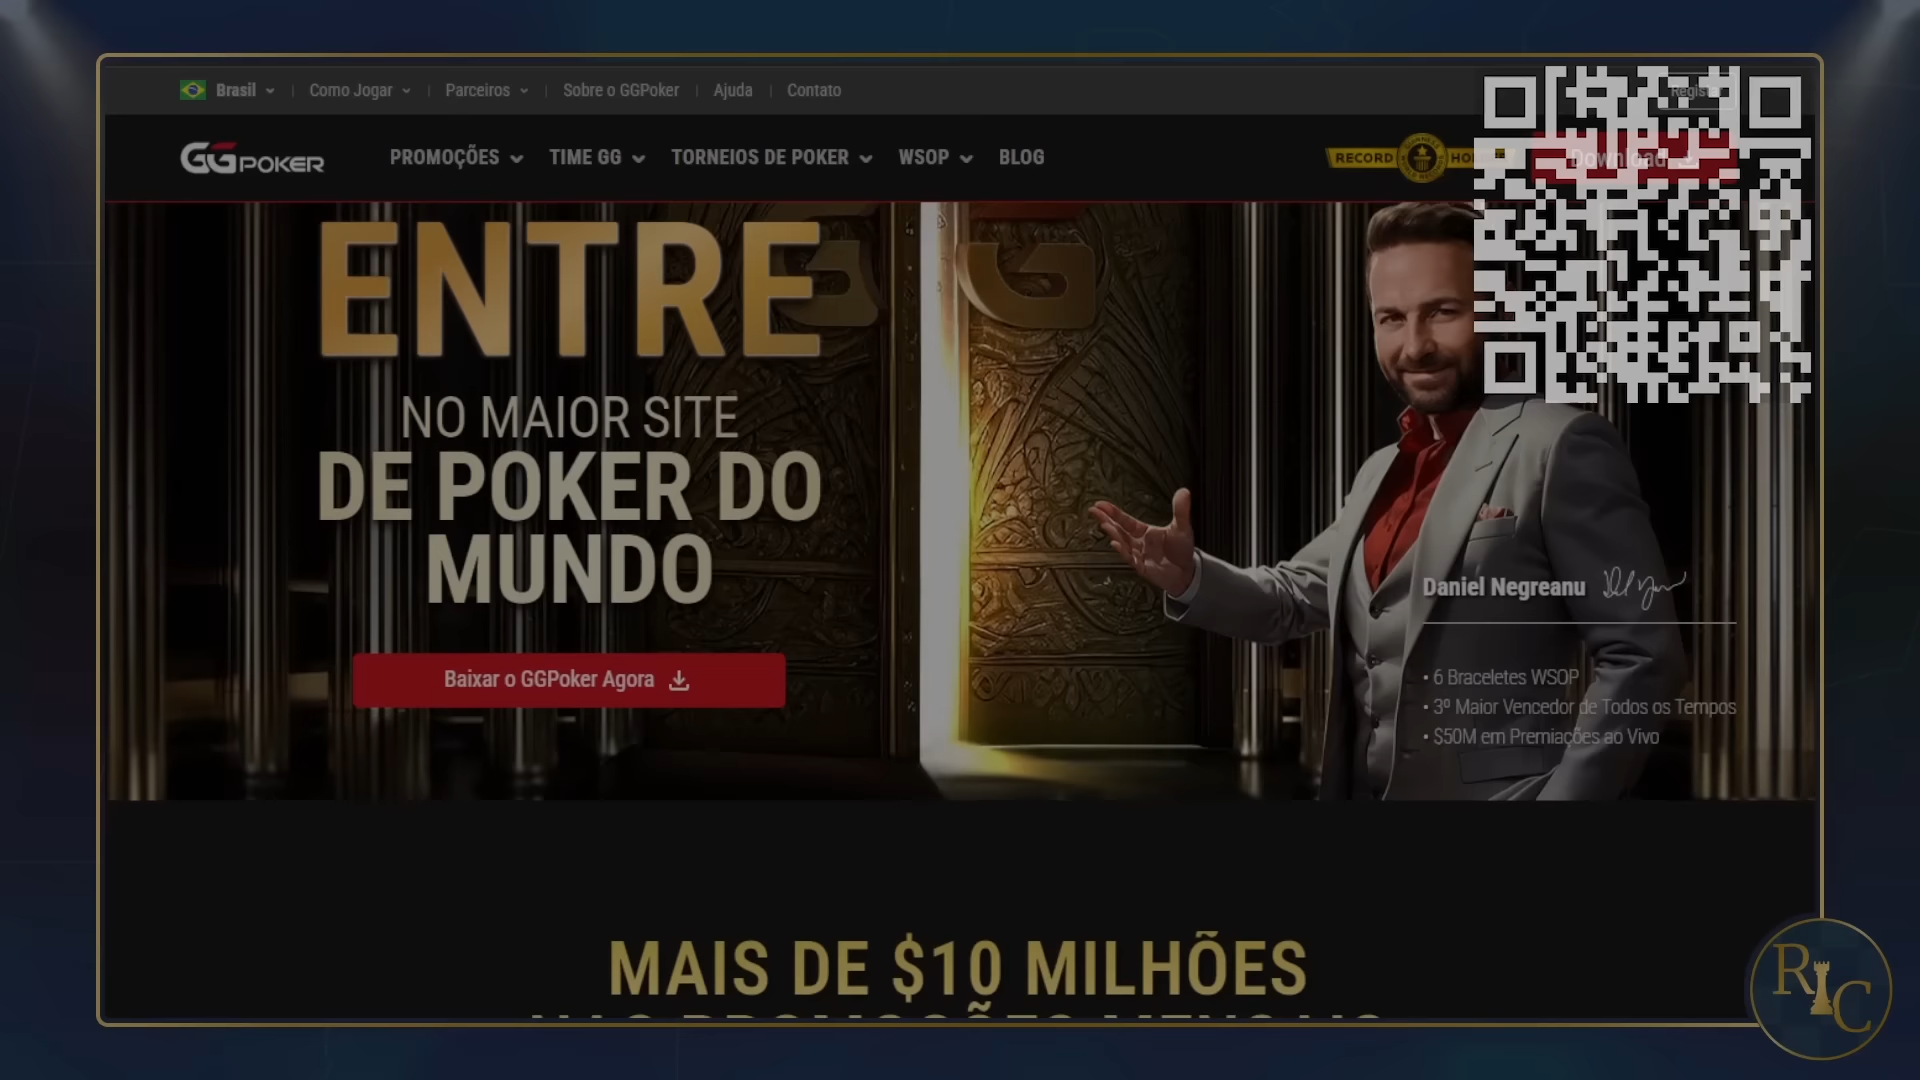 Brasil Como Jogar Parceiros Sobre o GGPoker Ajuda Contato
GGPOKER PROMOÇÕES TIME GG TORNEIOS DE POKER WSOP BLOG RECORD Download
ENTRE
NO MAIOR SITE
DE POKER DO
MUNDO
Baixar o GGPoker Agora
Daniel Negreanu
• 6 Braceletes WSOP
• 3º Maior Vencedor de Todos os Tempos
• $50M em Premiações ao Vivo
MAIS DE $10 MILHÕES
R C